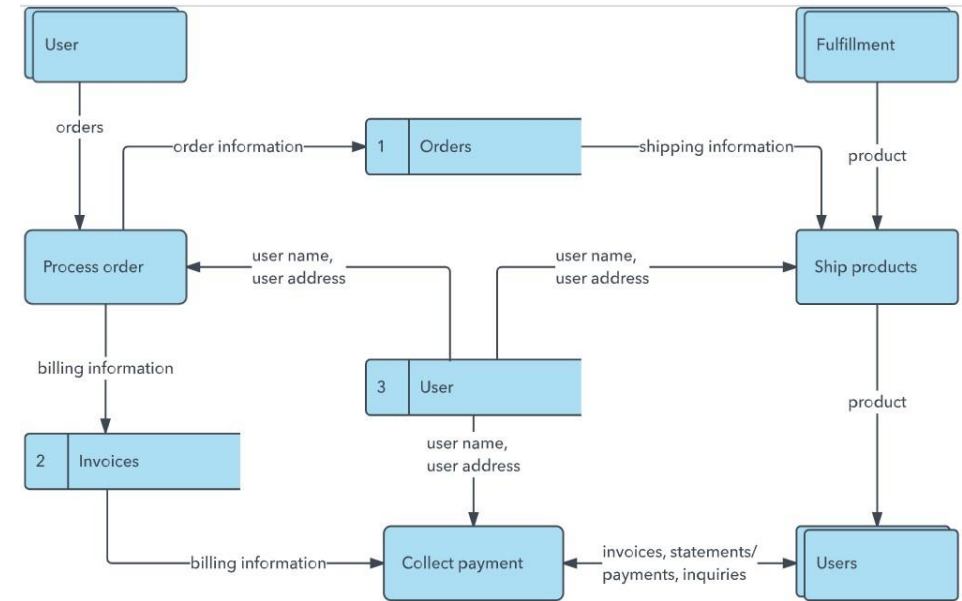 User
Fulfillment
orders
order information
1
Orders
shipping information
product
Process order
user name,
user address
user name,
user address
Ship products
billing information
3
User
product
user name,
user address
2
Invoices
billing information
Collect payment
invoices, statements/
payments, inquiries
Users